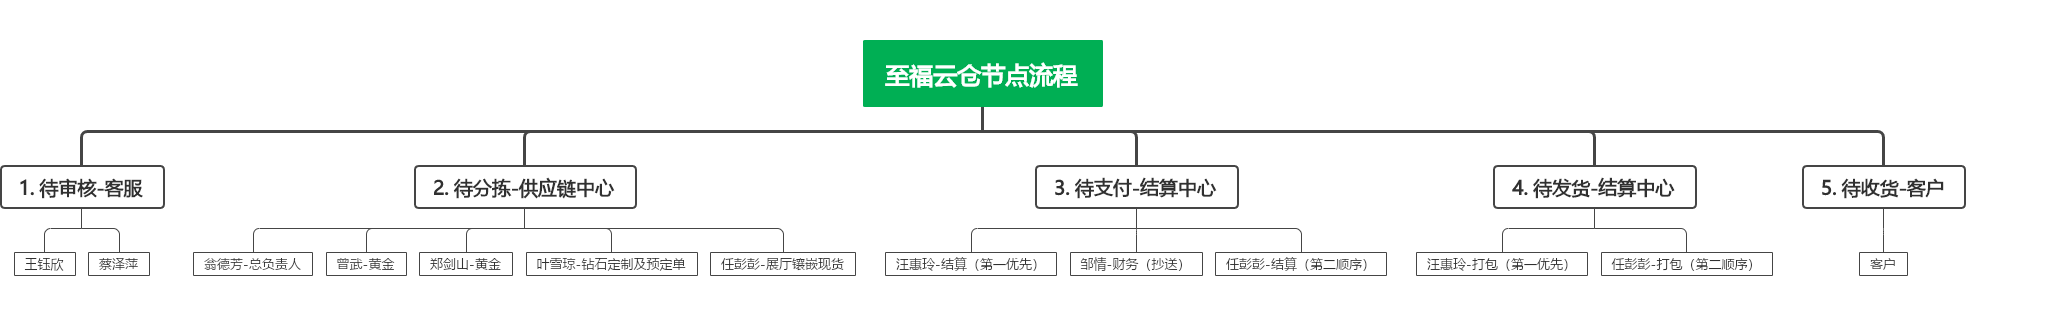 至福云仓节点流程
1. 待审核-客服
2. 待分拣-供应链中心
3. 待支付-结算中心
4. 待发货-结算中心
5. 待收货-客户
王钰欣
蔡泽萍
翁德芳-总负责人
曾武-黄金
郑剑山-黄金
叶雪琼-钻石定制及预定单
任彭彭-展厅镶嵌现货
汪惠玲-结算（第一优先）
邹情-财务（抄送）
任彭彭-结算（第二顺序）
汪惠玲-打包（第一优先）
任彭彭-打包（第二顺序）
客户